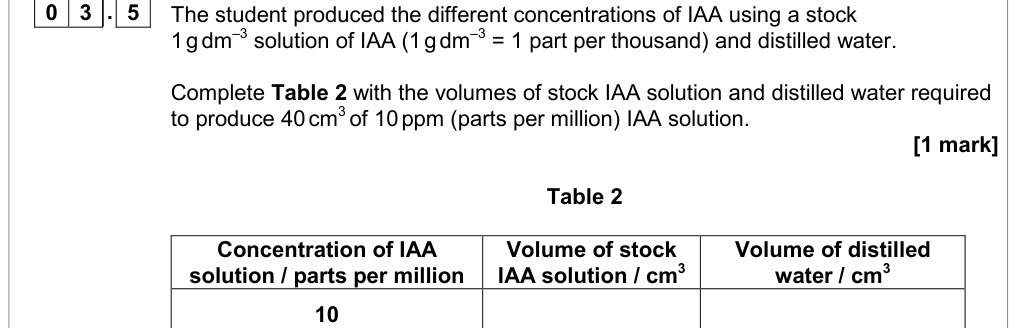 0 3 . 5 The student produced the different concentrations of IAA using a stock
1 g dm⁻³ solution of IAA (1 g dm⁻³ = 1 part per thousand) and distilled water.
Complete Table 2 with the volumes of stock IAA solution and distilled water required
to produce 40 cm³ of 10 ppm (parts per million) IAA solution.
[1 mark]
Table 2
Concentration of IAA
solution / parts per million
Volume of stock
IAA solution / cm³
Volume of distilled
water / cm³
10